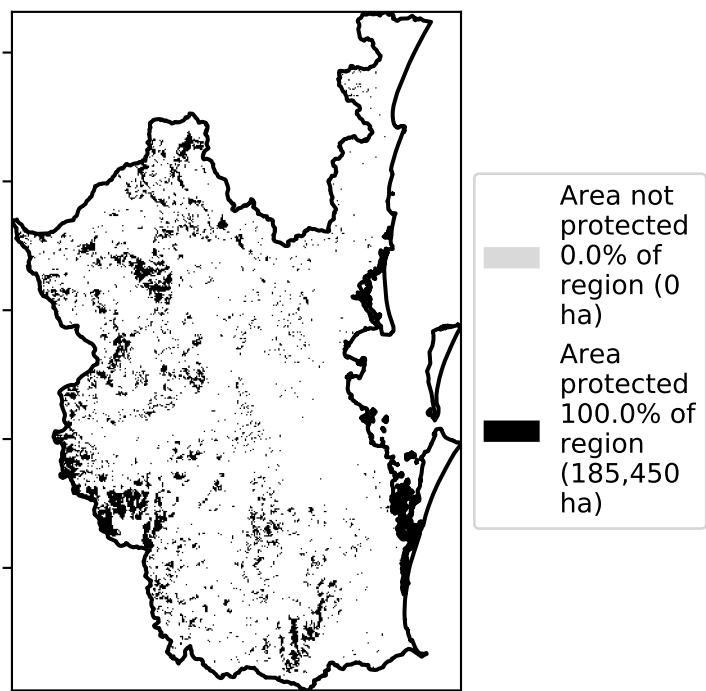 Area not
protected
0.0% of
region (0
ha)
Area
protected
100.0% of
region
(185,450
ha)